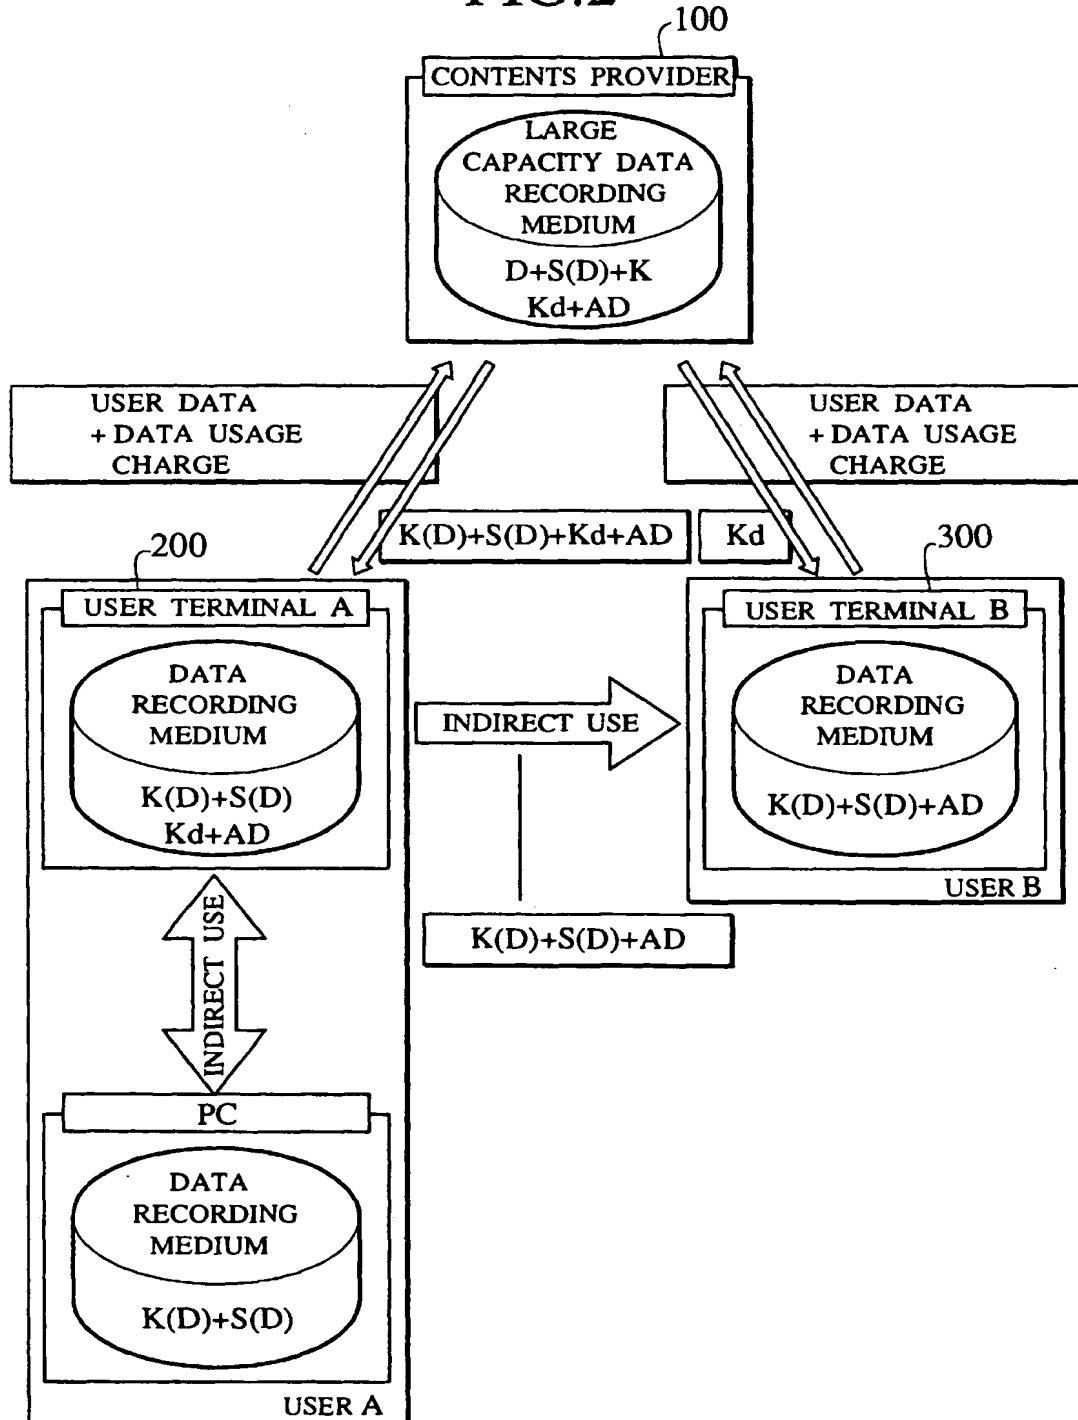 FIG.2
100
CONTENTS PROVIDER
LARGE
CAPACITY DATA
RECORDING
MEDIUM
D+S(D)+K
Kd+AD
USER DATA
+ DATA USAGE
CHARGE
USER DATA
+ DATA USAGE
CHARGE
K(D)+S(D)+Kd+AD
Kd
200
USER TERMINAL A
DATA
RECORDING
MEDIUM
K(D)+S(D)
Kd+AD
INDIRECT USE
300
USER TERMINAL B
DATA
RECORDING
MEDIUM
K(D)+S(D)+AD
USER B
K(D)+S(D)+AD
INDIRECT USE
PC
DATA
RECORDING
MEDIUM
K(D)+S(D)
USER A